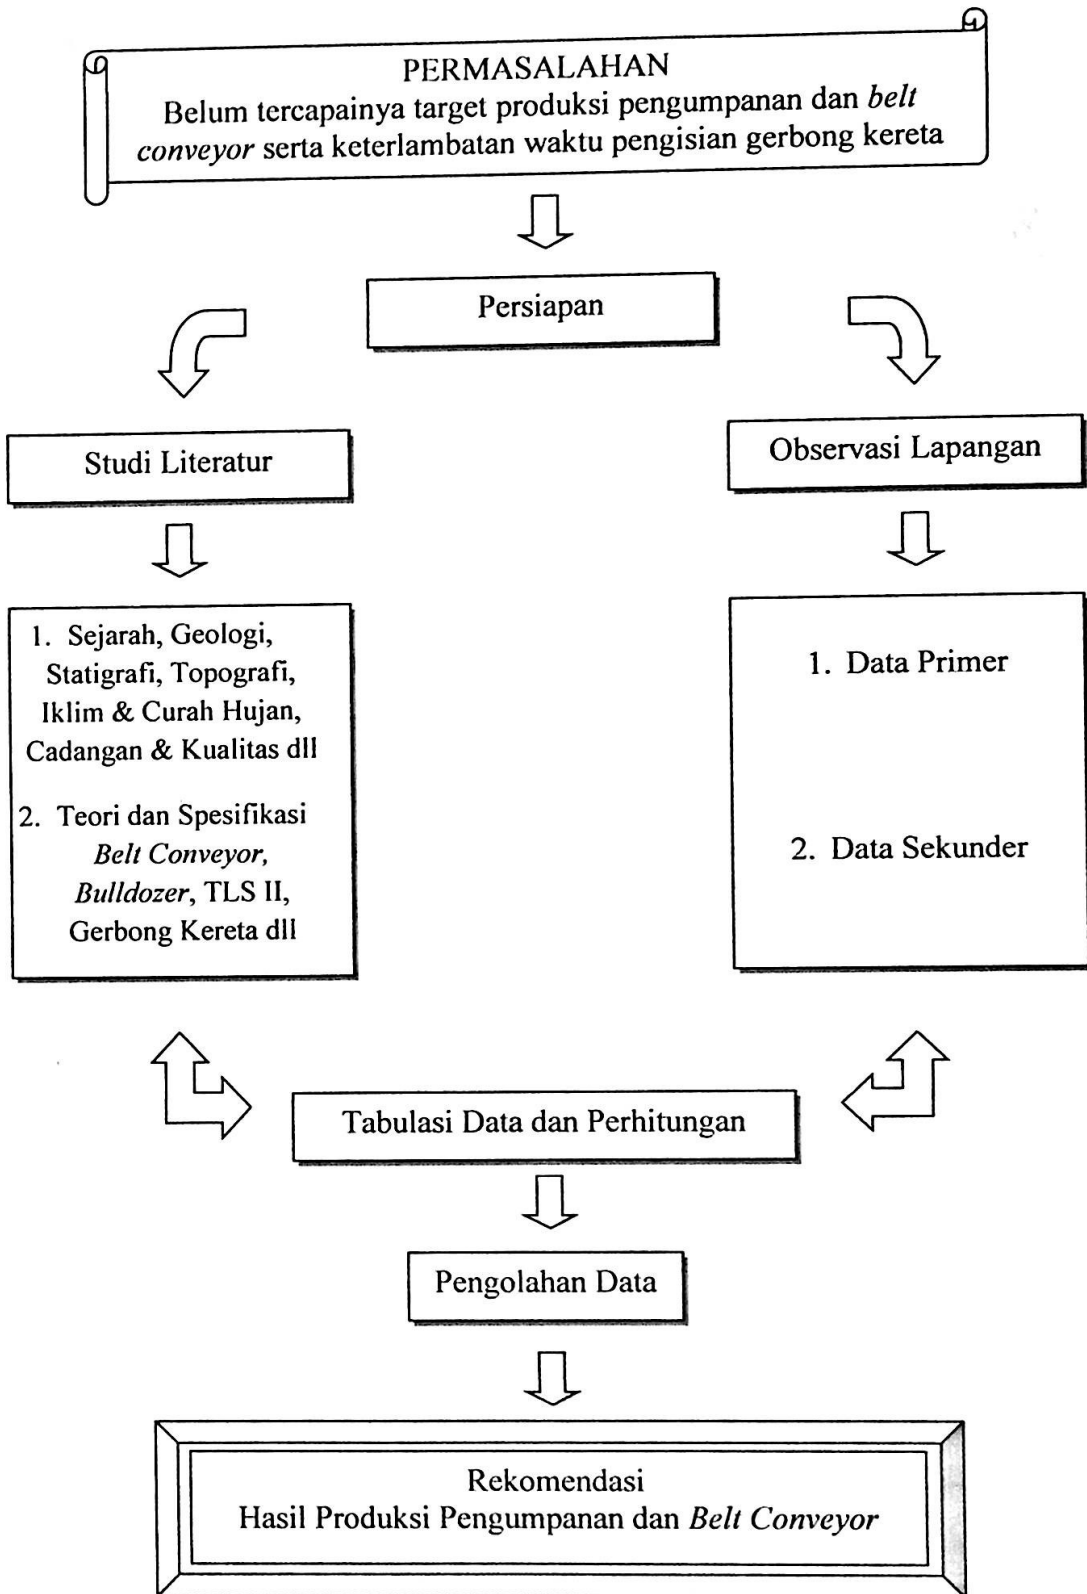 PERMASALAHAN
Belum tercapainya target produksi pengumpanan dan belt
conveyor serta keterlambatan waktu pengisian gerbong kereta
Persiapan
Studi Literatur
Observasi Lapangan
1. Sejarah, Geologi,
Statigrafi, Topografi,
Iklim & Curah Hujan,
Cadangan & Kualitas dll
2. Teori dan Spesifikasi
Belt Conveyor,
Bulldozer, TLS II,
Gerbong Kereta dll
1. Data Primer
2. Data Sekunder
Tabulasi Data dan Perhitungan
Pengolahan Data
Rekomendasi
Hasil Produksi Pengumpanan dan Belt Conveyor